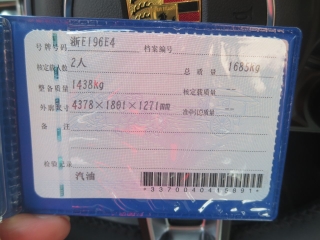 号牌号码 浙E196E4 档案编号
核定载人数 2人 总质量 1685kg
整备质量 1438kg 核定载质量 --
外廓尺寸 4378×1801×1271mm 准牵引总质量 --
备注
检验记录
汽油